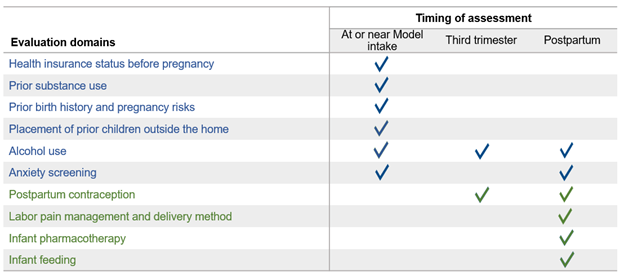 Timing of assessment
Evaluation domains
At or near Model
intake
Third trimester
Postpartum
Health insurance status before pregnancy
Prior substance use
Prior birth history and pregnancy risks
Placement of prior children outside the home
Alcohol use
Anxiety screening
Postpartum contraception
Labor pain management and delivery method
Infant pharmacotherapy
Infant feeding